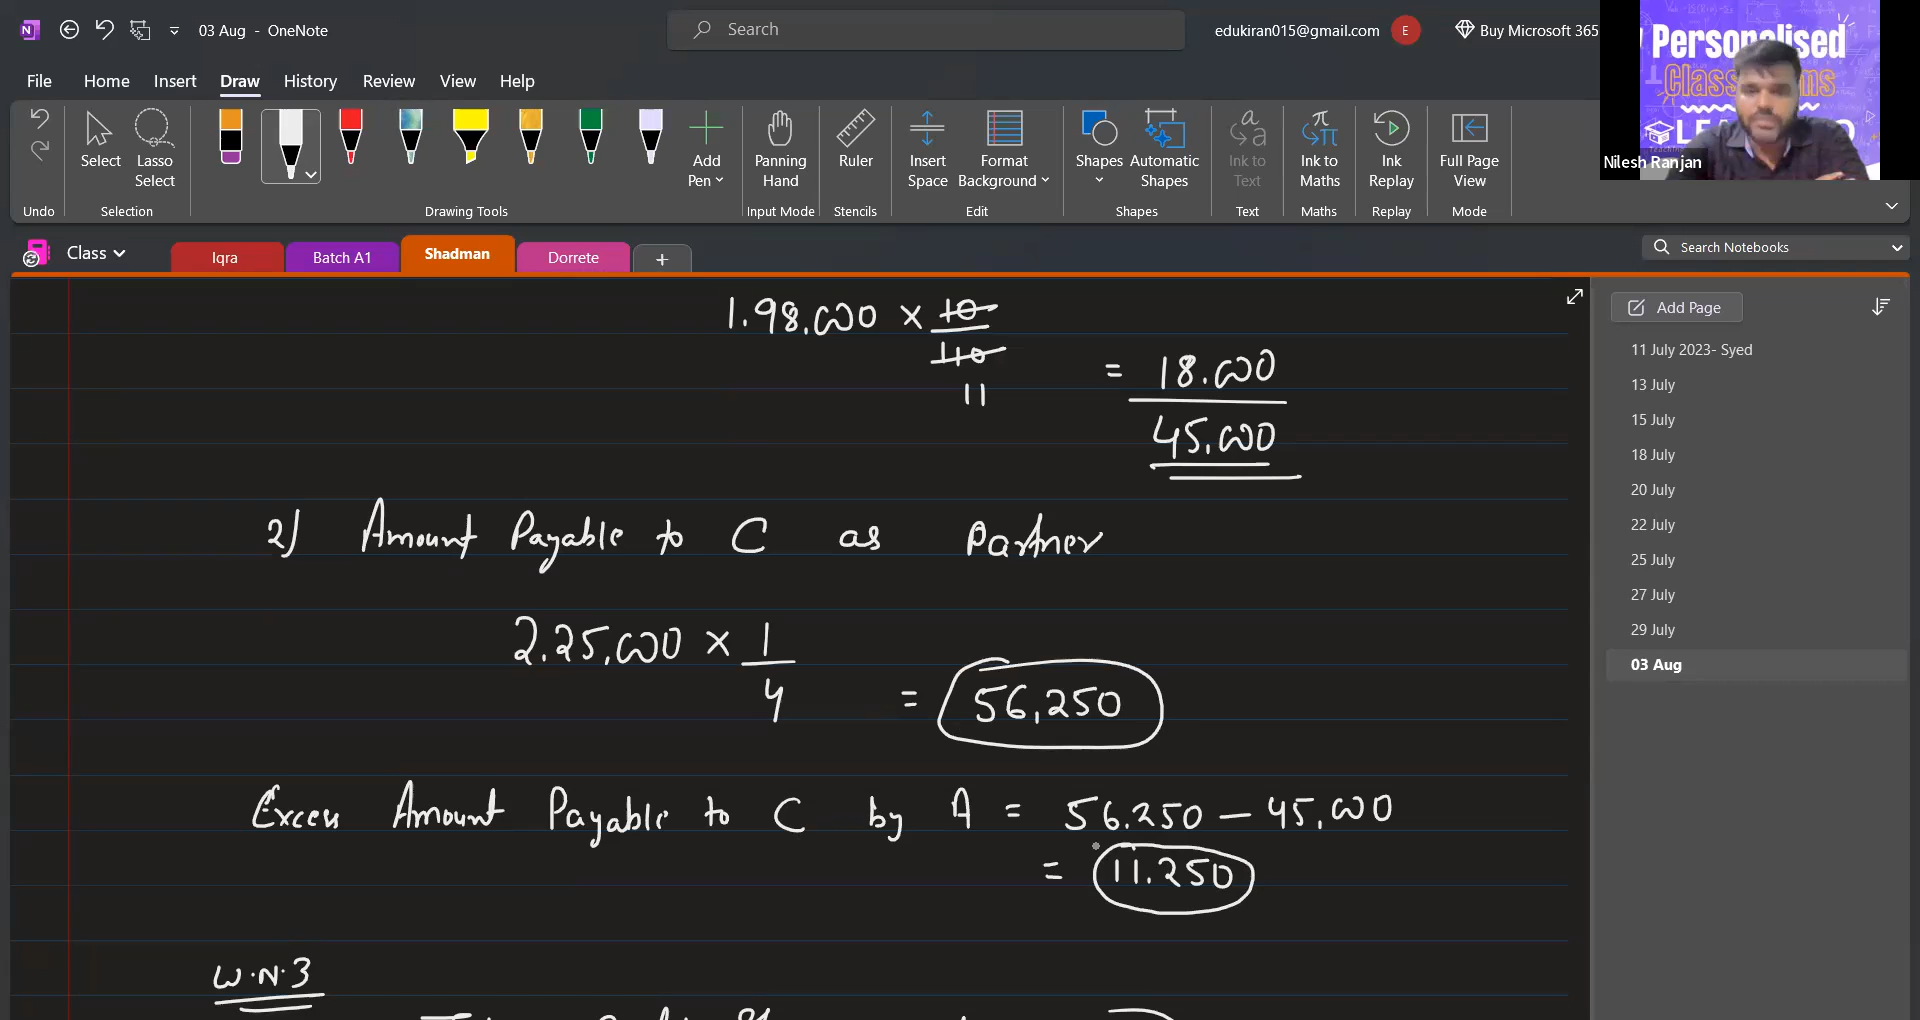 03 Aug - OneNote
Search
edukiran015@gmail.com
E
Buy Microsoft 365
File Home Insert Draw History Review View Help
Select
Lasso Select
Add Pen
Panning Hand
Ruler
Insert Space
Format Background
Shapes
Automatic Shapes
Ink to Text
Ink to Maths
Ink Replay
Full Page View
Undo Selection Drawing Tools Input Mode Stencils Edit Shapes Text Maths Replay Mode
Personalised
Nilesh Ranjan
Class
Iqra
Batch A1
Shadman
Dorrete
+
Search Notebooks
Add Page
11 July 2023- Syed
13 July
15 July
18 July
20 July
22 July
25 July
27 July
29 July
03 Aug
1.98.000 × 10/110
11
= 18.000
45,000
2) Amount Payable to C as Partner
2.25,000 × 1/4
= 56,250
Excess Amount Payable to C by A = 56.250 – 45,000
= 11.250
W.N.3